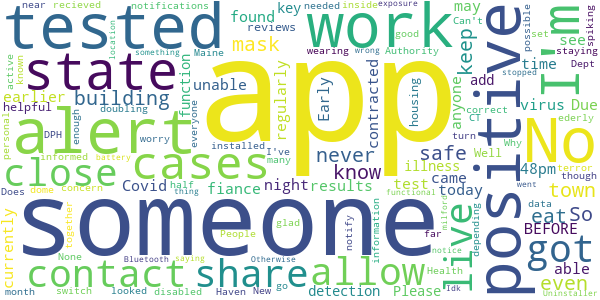 near recieved notifications found key needed inside exposure
tested work positive I'm
location reviews may Can't set
active known state mask regularly wearing Authority something wrong good keep see possible staying spiking
earlier building function unable Early contracted housing anyone time Dept
helpful doubling everyone add virus Due
alert app No
personal DPH worry installed never safe illness correct CT ederly
enough informed battery I've many know Well turn Why 48pm terror
close cases Covid half fiance night results test came today stopped though
Does dome concern thing notify depending functional town
together None someone live eat So
currently contact share allow got BEFORE
People glad information far milford notice data able even
Bluetooth saying detection Please Health went
month switch looked disabled Haven New Otherwise go Idk Uninstaller
Maine